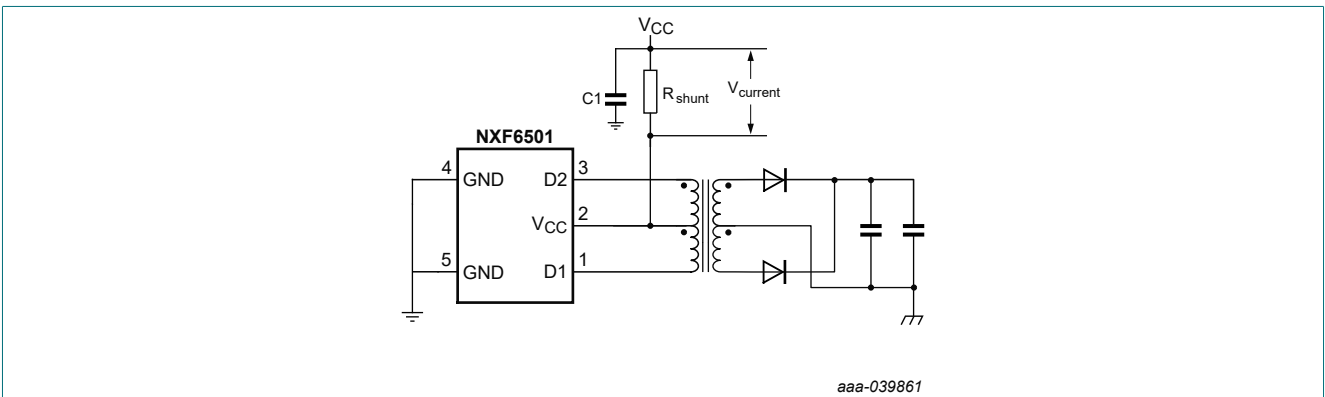 VCC
C1
Rshunt
Vcurrent
NXF6501
4 GND D2 3
VCC 2
5 GND D1 1
aaa-039861